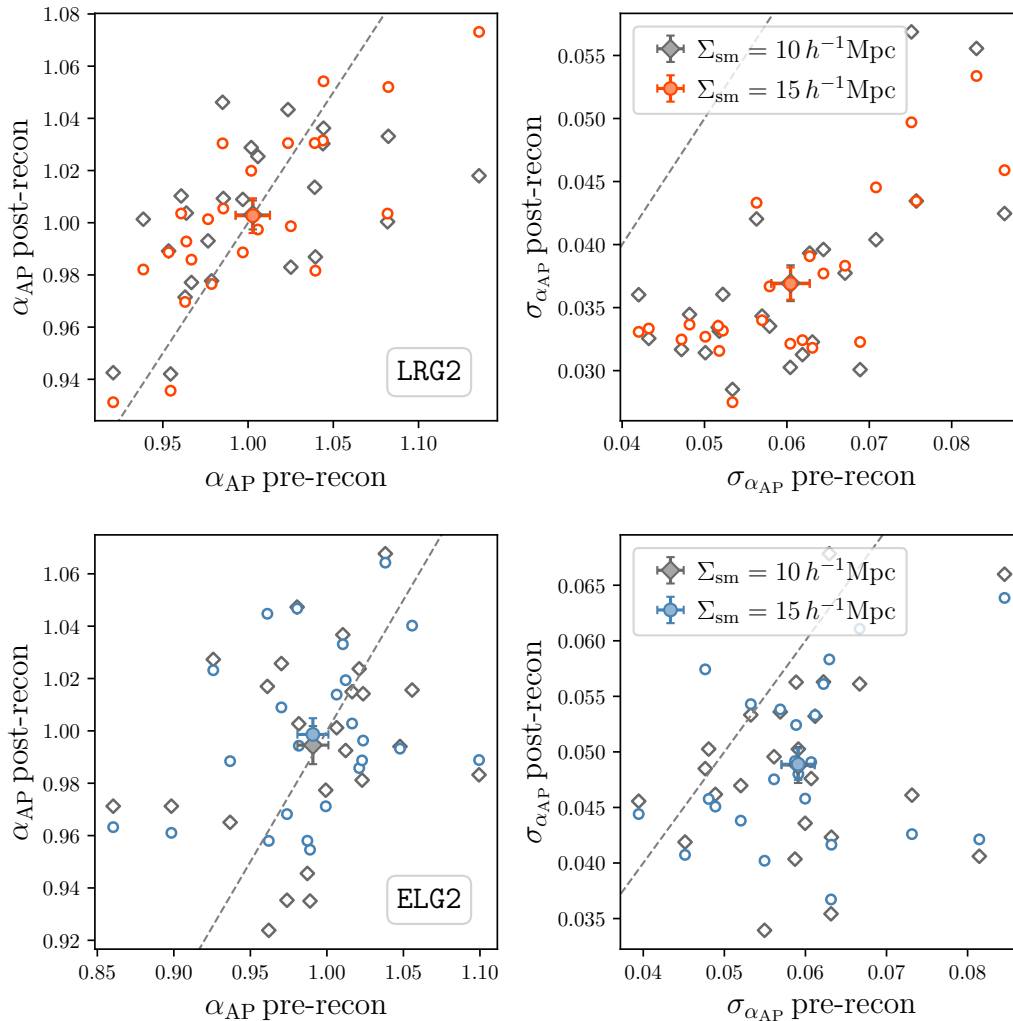 1.08
1.06
1.04
1.02
1.00
0.98
0.96
0.94
α_AP post-recon
LRG2
0.95 1.00 1.05 1.10
α_AP pre-recon
0.055
0.050
0.045
0.040
0.035
0.030
σ_α_AP post-recon
Σ_sm = 10 h⁻¹Mpc
Σ_sm = 15 h⁻¹Mpc
0.04 0.05 0.06 0.07 0.08
σ_α_AP pre-recon
1.06
1.04
1.02
1.00
0.98
0.96
0.94
0.92
α_AP post-recon
ELG2
0.85 0.90 0.95 1.00 1.05 1.10
α_AP pre-recon
0.065
0.060
0.055
0.050
0.045
0.040
0.035
σ_α_AP post-recon
Σ_sm = 10 h⁻¹Mpc
Σ_sm = 15 h⁻¹Mpc
0.04 0.05 0.06 0.07 0.08
σ_α_AP pre-recon